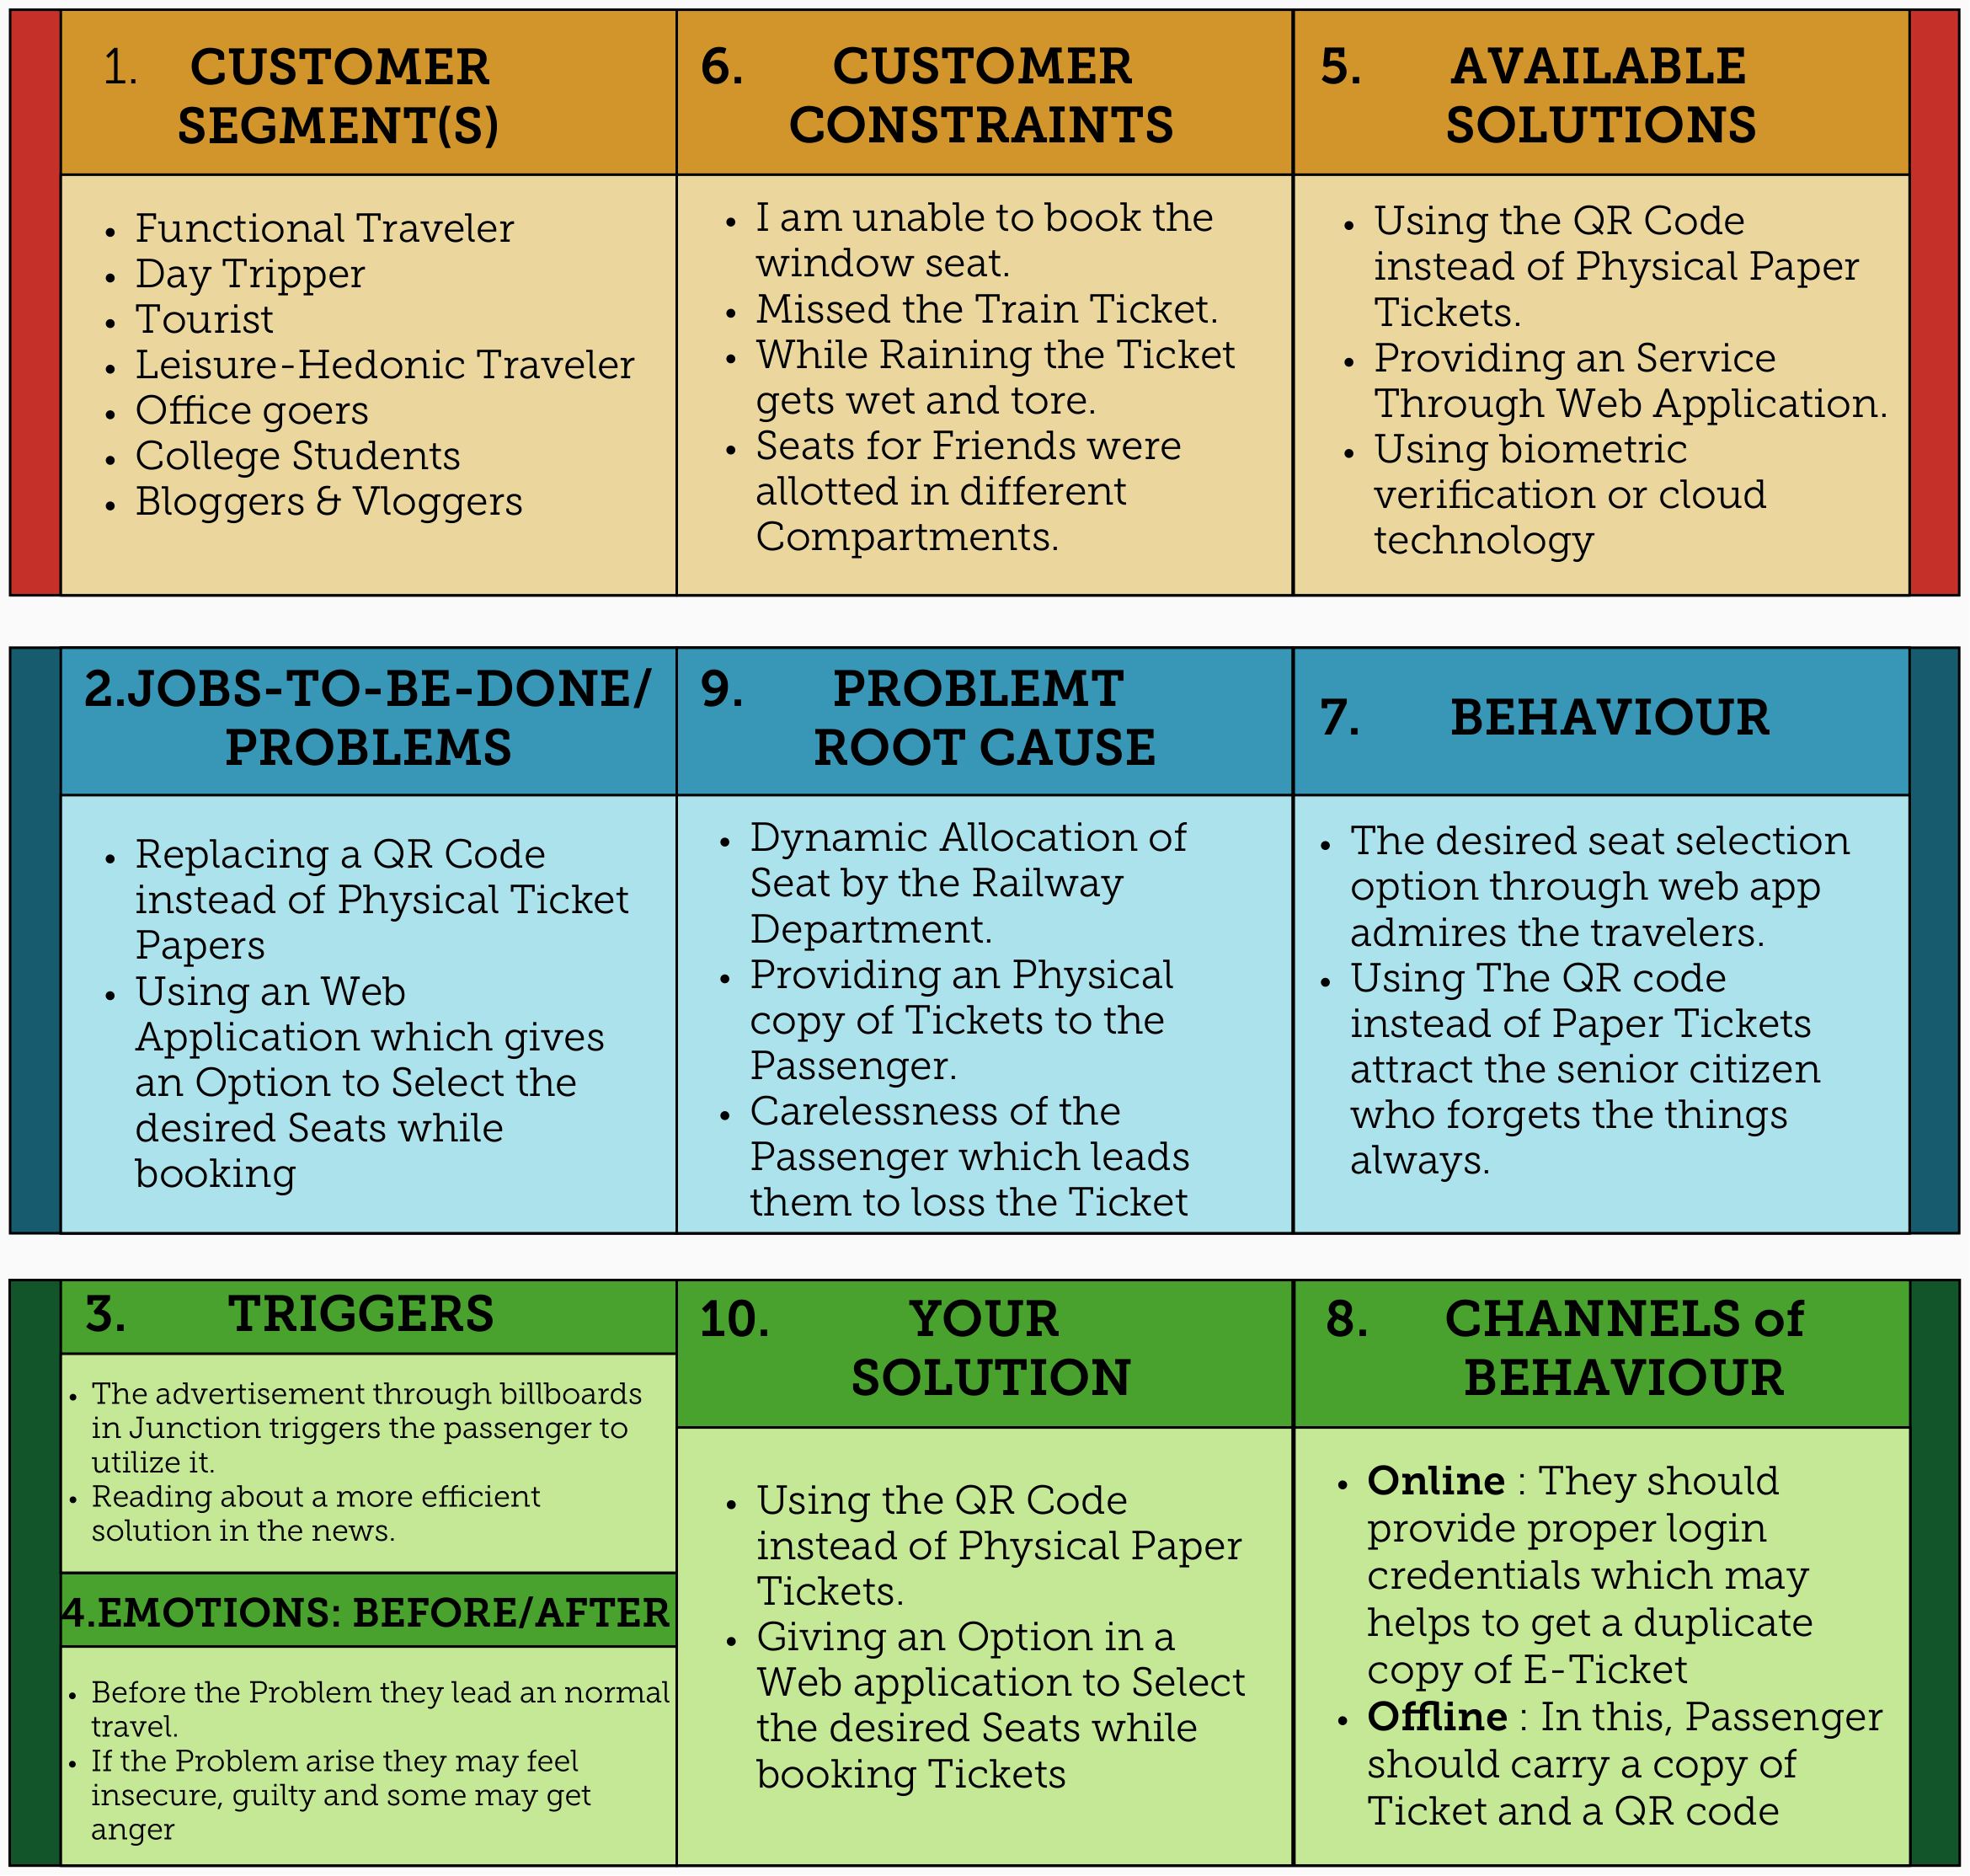 1. CUSTOMER
SEGMENT(S)
• Functional Traveler
• Day Tripper
• Tourist
• Leisure-Hedonic Traveler
• Office goers
• College Students
• Bloggers & Vloggers
6. CUSTOMER
CONSTRAINTS
• I am unable to book the
window seat.
• Missed the Train Ticket.
• While Raining the Ticket
gets wet and tore.
• Seats for Friends were
allotted in different
Compartments.
5. AVAILABLE
SOLUTIONS
• Using the QR Code
instead of Physical Paper
Tickets.
• Providing an Service
Through Web Application.
• Using biometric
verification or cloud
technology
2.JOBS-TO-BE-DONE/
PROBLEMS
• Replacing a QR Code
instead of Physical Ticket
Papers
• Using an Web
Application which gives
an Option to Select the
desired Seats while
booking
9. PROBLEMT
ROOT CAUSE
• Dynamic Allocation of
Seat by the Railway
Department.
• Providing an Physical
copy of Tickets to the
Passenger.
• Carelessness of the
Passenger which leads
them to loss the Ticket
7. BEHAVIOUR
• The desired seat selection
option through web app
admires the travelers.
• Using The QR code
instead of Paper Tickets
attract the senior citizen
who forgets the things
always.
3. TRIGGERS
• The advertisement through billboards
in Junction triggers the passenger to
utilize it.
• Reading about a more efficient
solution in the news.
4.EMOTIONS: BEFORE/AFTER
• Before the Problem they lead an normal
travel.
• If the Problem arise they may feel
insecure, guilty and some may get
anger
10. YOUR
SOLUTION
• Using the QR Code
instead of Physical Paper
Tickets.
• Giving an Option in a
Web application to Select
the desired Seats while
booking Tickets
8. CHANNELS of
BEHAVIOUR
• Online : They should
provide proper login
credentials which may
helps to get a duplicate
copy of E-Ticket
• Offline : In this, Passenger
should carry a copy of
Ticket and a QR code